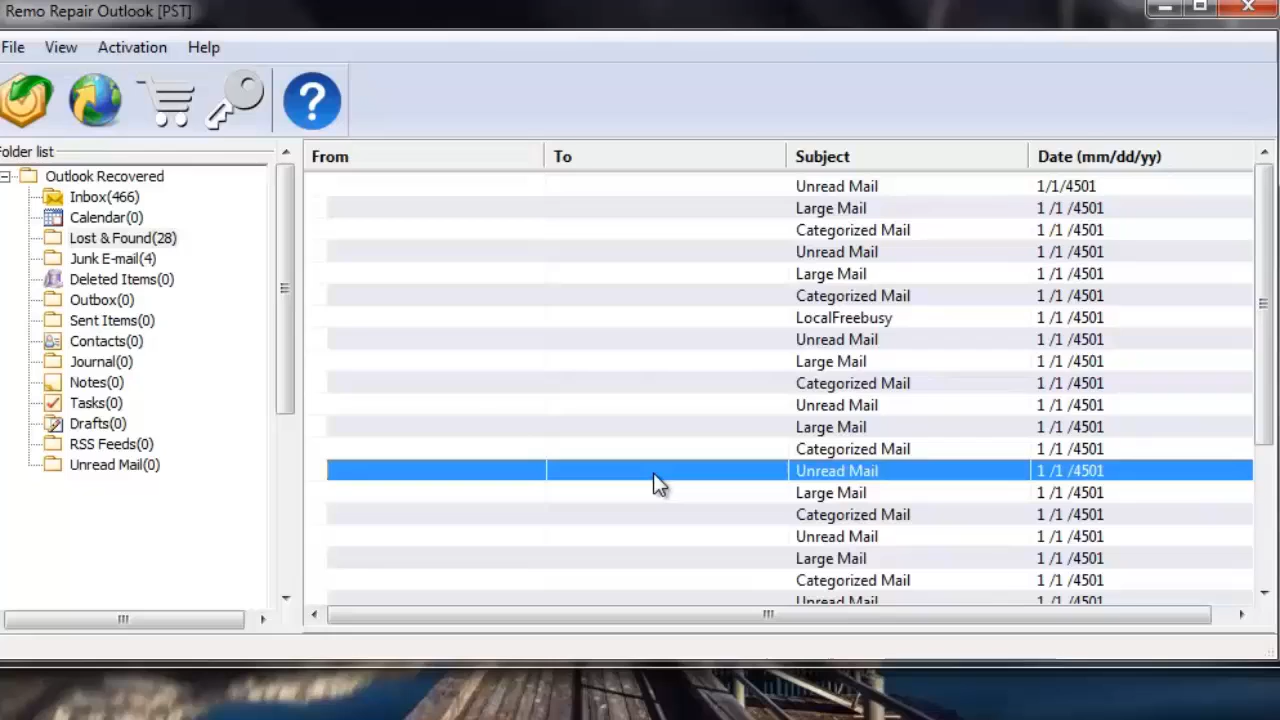 Remo Repair Outlook [PST]
File View Activation Help
Folder list
Outlook Recovered
Inbox(466)
Calendar(0)
Lost & Found(28)
Junk E-mail(4)
Deleted Items(0)
Outbox(0)
Sent Items(0)
Contacts(0)
Journal(0)
Notes(0)
Tasks(0)
Drafts(0)
RSS Feeds(0)
Unread Mail(0)
From To Subject Date (mm/dd/yy)
Unread Mail 1/1/4501
Large Mail 1 /1 /4501
Categorized Mail 1 /1 /4501
Unread Mail 1 /1 /4501
Large Mail 1 /1 /4501
Categorized Mail 1 /1 /4501
LocalFreebusy 1 /1 /4501
Unread Mail 1 /1 /4501
Large Mail 1 /1 /4501
Categorized Mail 1 /1 /4501
Unread Mail 1 /1 /4501
Large Mail 1 /1 /4501
Categorized Mail 1 /1 /4501
Unread Mail 1 /1 /4501
Large Mail 1 /1 /4501
Categorized Mail 1 /1 /4501
Unread Mail 1 /1 /4501
Large Mail 1 /1 /4501
Categorized Mail 1 /1 /4501
Unread Mail 1 /1 /4501